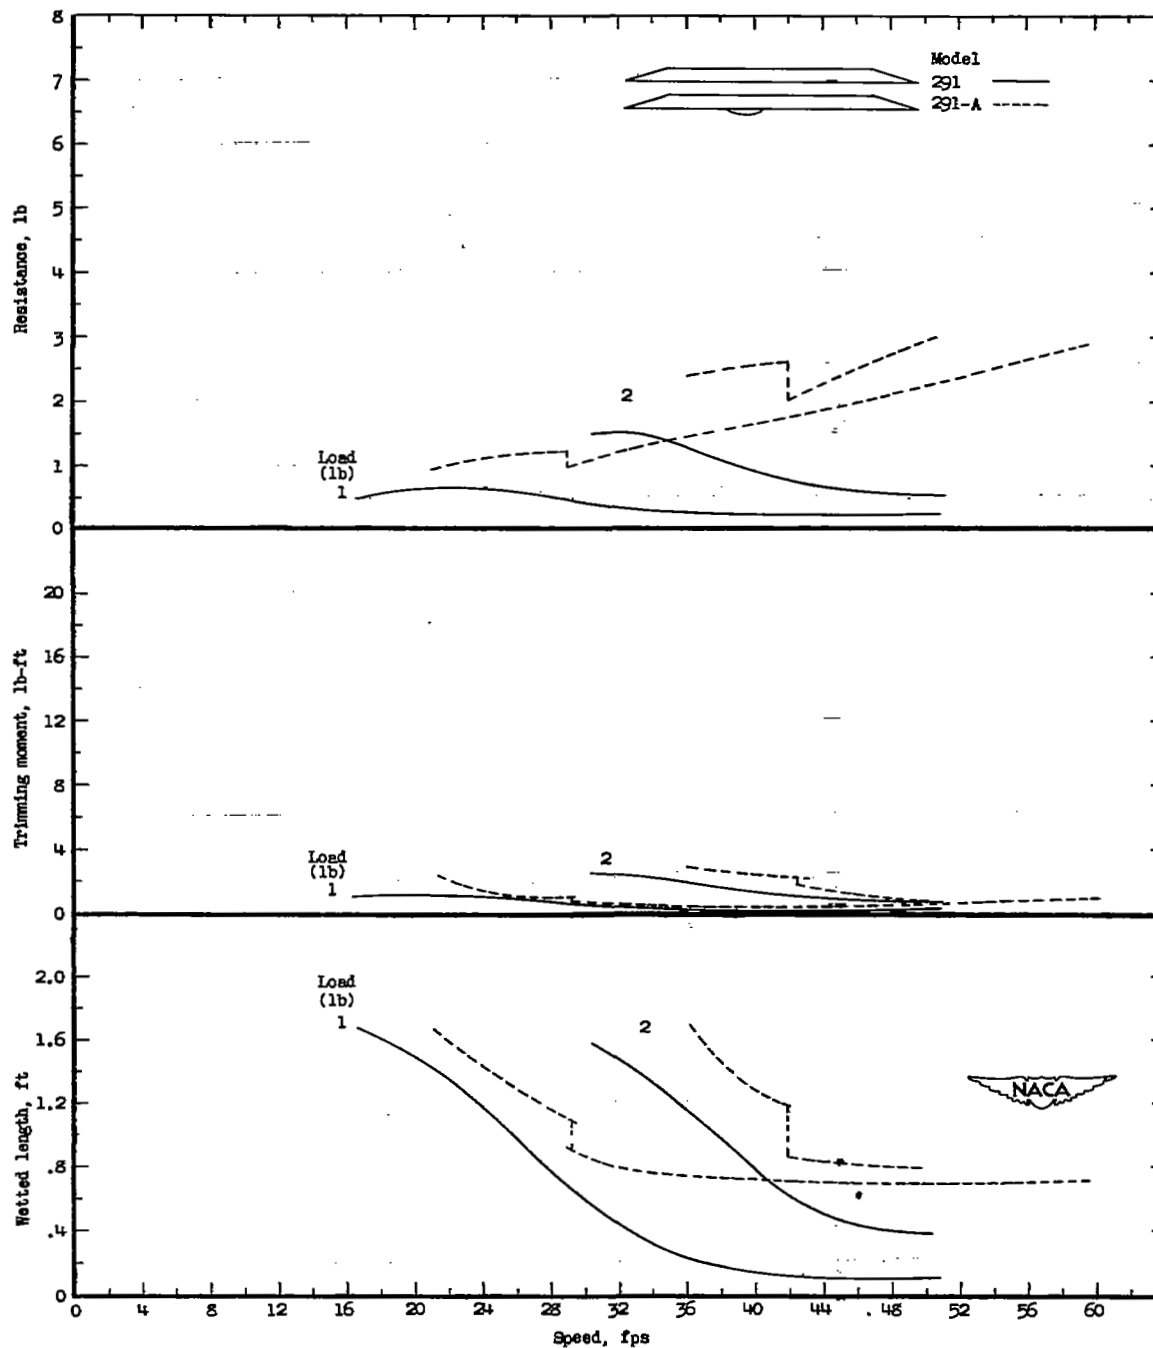 8
7
6
5
4
3
2
1
0
Resistance, lb
Model
291
291-A
2
Load
(lb)
1
20
16
12
8
4
0
Trimming moment, lb-ft
Load
(lb)
1
2
2.0
1.6
1.2
.8
.4
0
Wetted length, ft
Load
(lb)
1
2
NACA
0 4 8 12 16 20 24 28 32 36 40 44 .48 52 56 60
Speed, fps